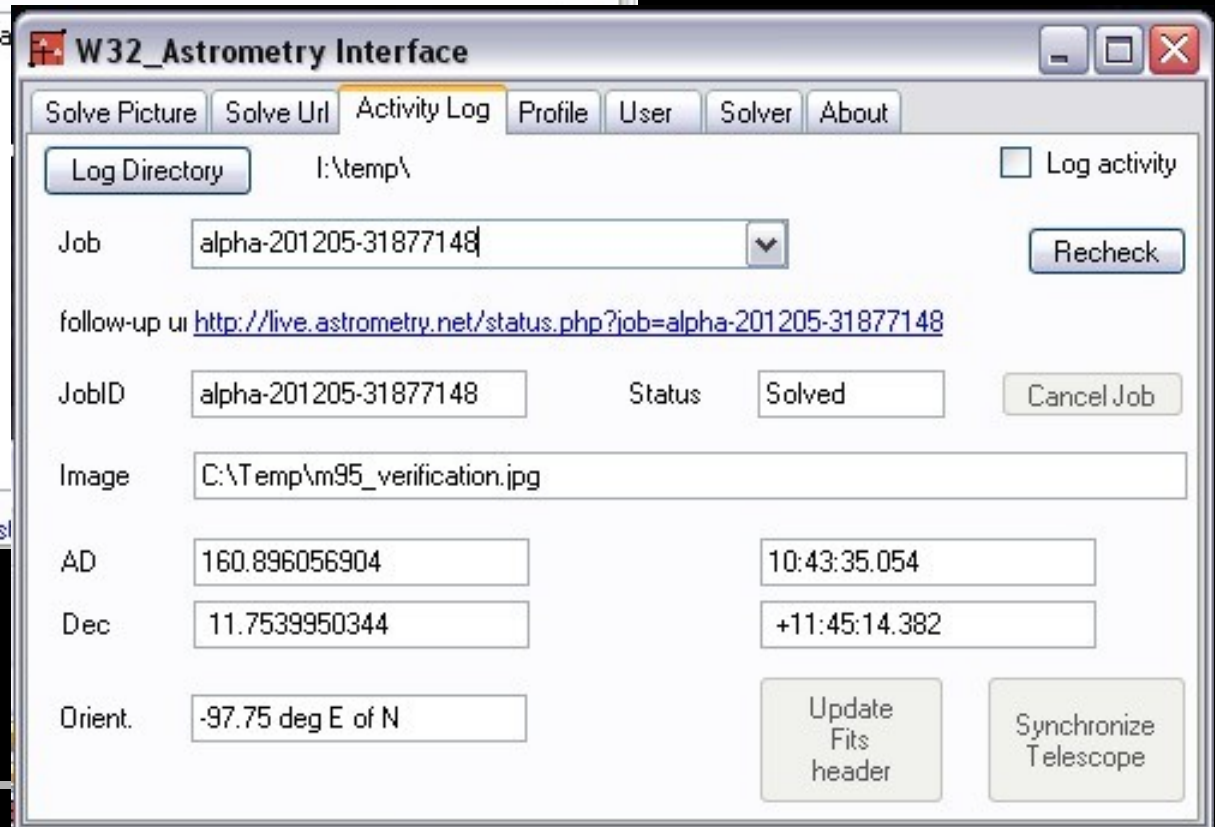 W32_Astrometry Interface
Solve Picture Solve Url Activity Log Profile User Solver About
Log Directory I:\temp\ Log activity
Job alpha-201205-31877148 Recheck
follow-up ur http://live.astrometry.net/status.php?job=alpha-201205-31877148
JobID alpha-201205-31877148 Status Solved Cancel Job
Image C:\Temp\m95_verification.jpg
AD 160.896056904 10:43:35.054
Dec 11.7539950344 +11:45:14.382
Orient. -97.75 deg E of N
Update
Fits
header
Synchronize
Telescope